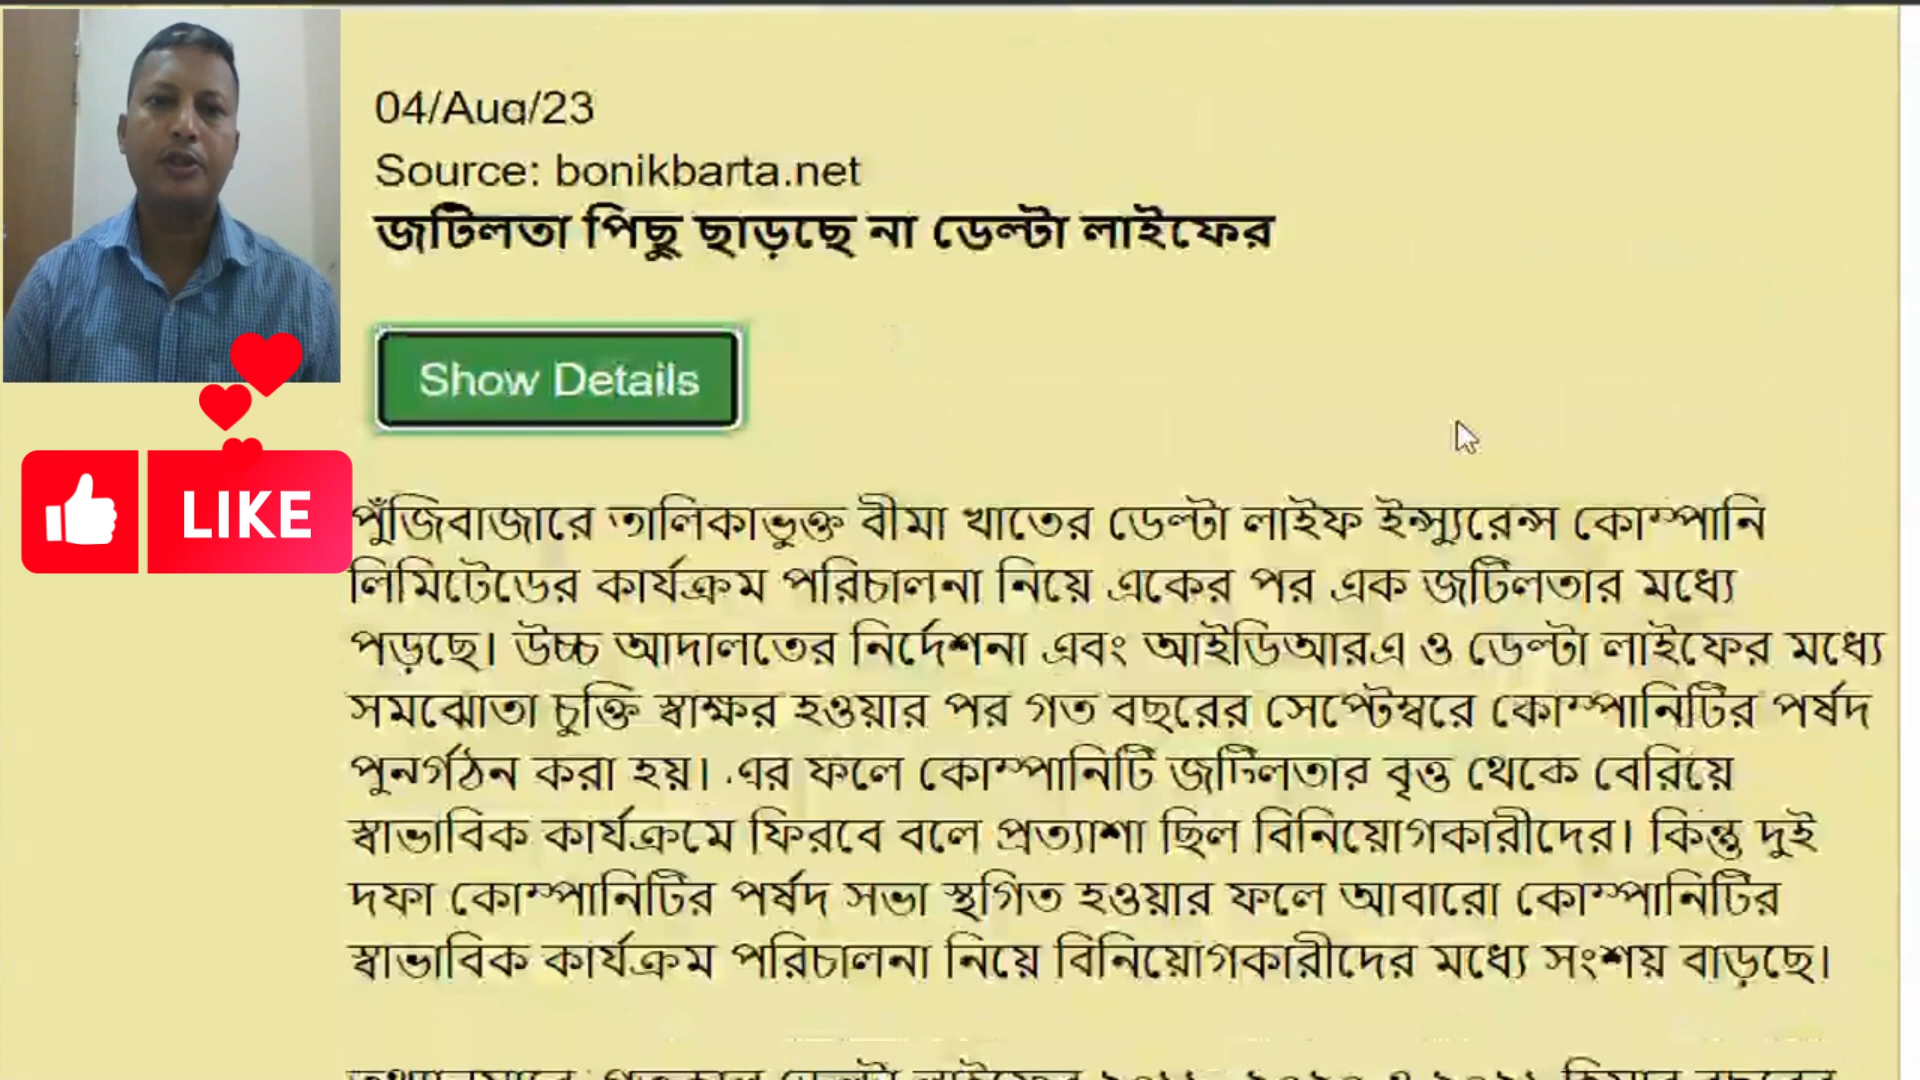 04/Aug/23
Source: bonikbarta.net
জটিলতা পিছু ছাড়ছে না ডেল্টা লাইফের
Show Details
LIKE
পুঁজিবাজারে তালিকাভুক্ত বীমা খাতের ডেল্টা লাইফ ইন্স্যুরেন্স কোম্পানি
লিমিটেডের কার্যক্রম পরিচালনা নিয়ে একের পর এক জটিলতার মধ্যে
পড়ছে। উচ্চ আদালতের নির্দেশনা এবং আইডিআরএ ও ডেল্টা লাইফের মধ্যে
সমঝোতা চুক্তি স্বাক্ষর হওয়ার পর গত বছরের সেপ্টেম্বরে কোম্পানিটির পর্ষদ
পুনর্গঠন করা হয়। এর ফলে কোম্পানিটি জটিলতার বৃত্ত থেকে বেরিয়ে
স্বাভাবিক কার্যক্রমে ফিরবে বলে প্রত্যাশা ছিল বিনিয়োগকারীদের। কিন্তু দুই
দফা কোম্পানিটির পর্ষদ সভা স্থগিত হওয়ার ফলে আবারো কোম্পানিটির
স্বাভাবিক কার্যক্রম পরিচালনা নিয়ে বিনিয়োগকারীদের মধ্যে সংশয় বাড়ছে।